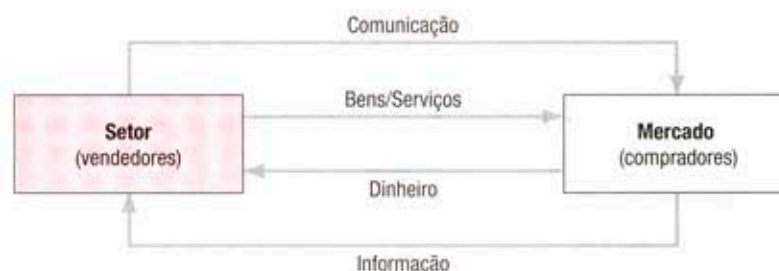 Comunicação
Bens/Serviços
Setor
(vendedores)
Mercado
(compradores)
Dinheiro
Informação